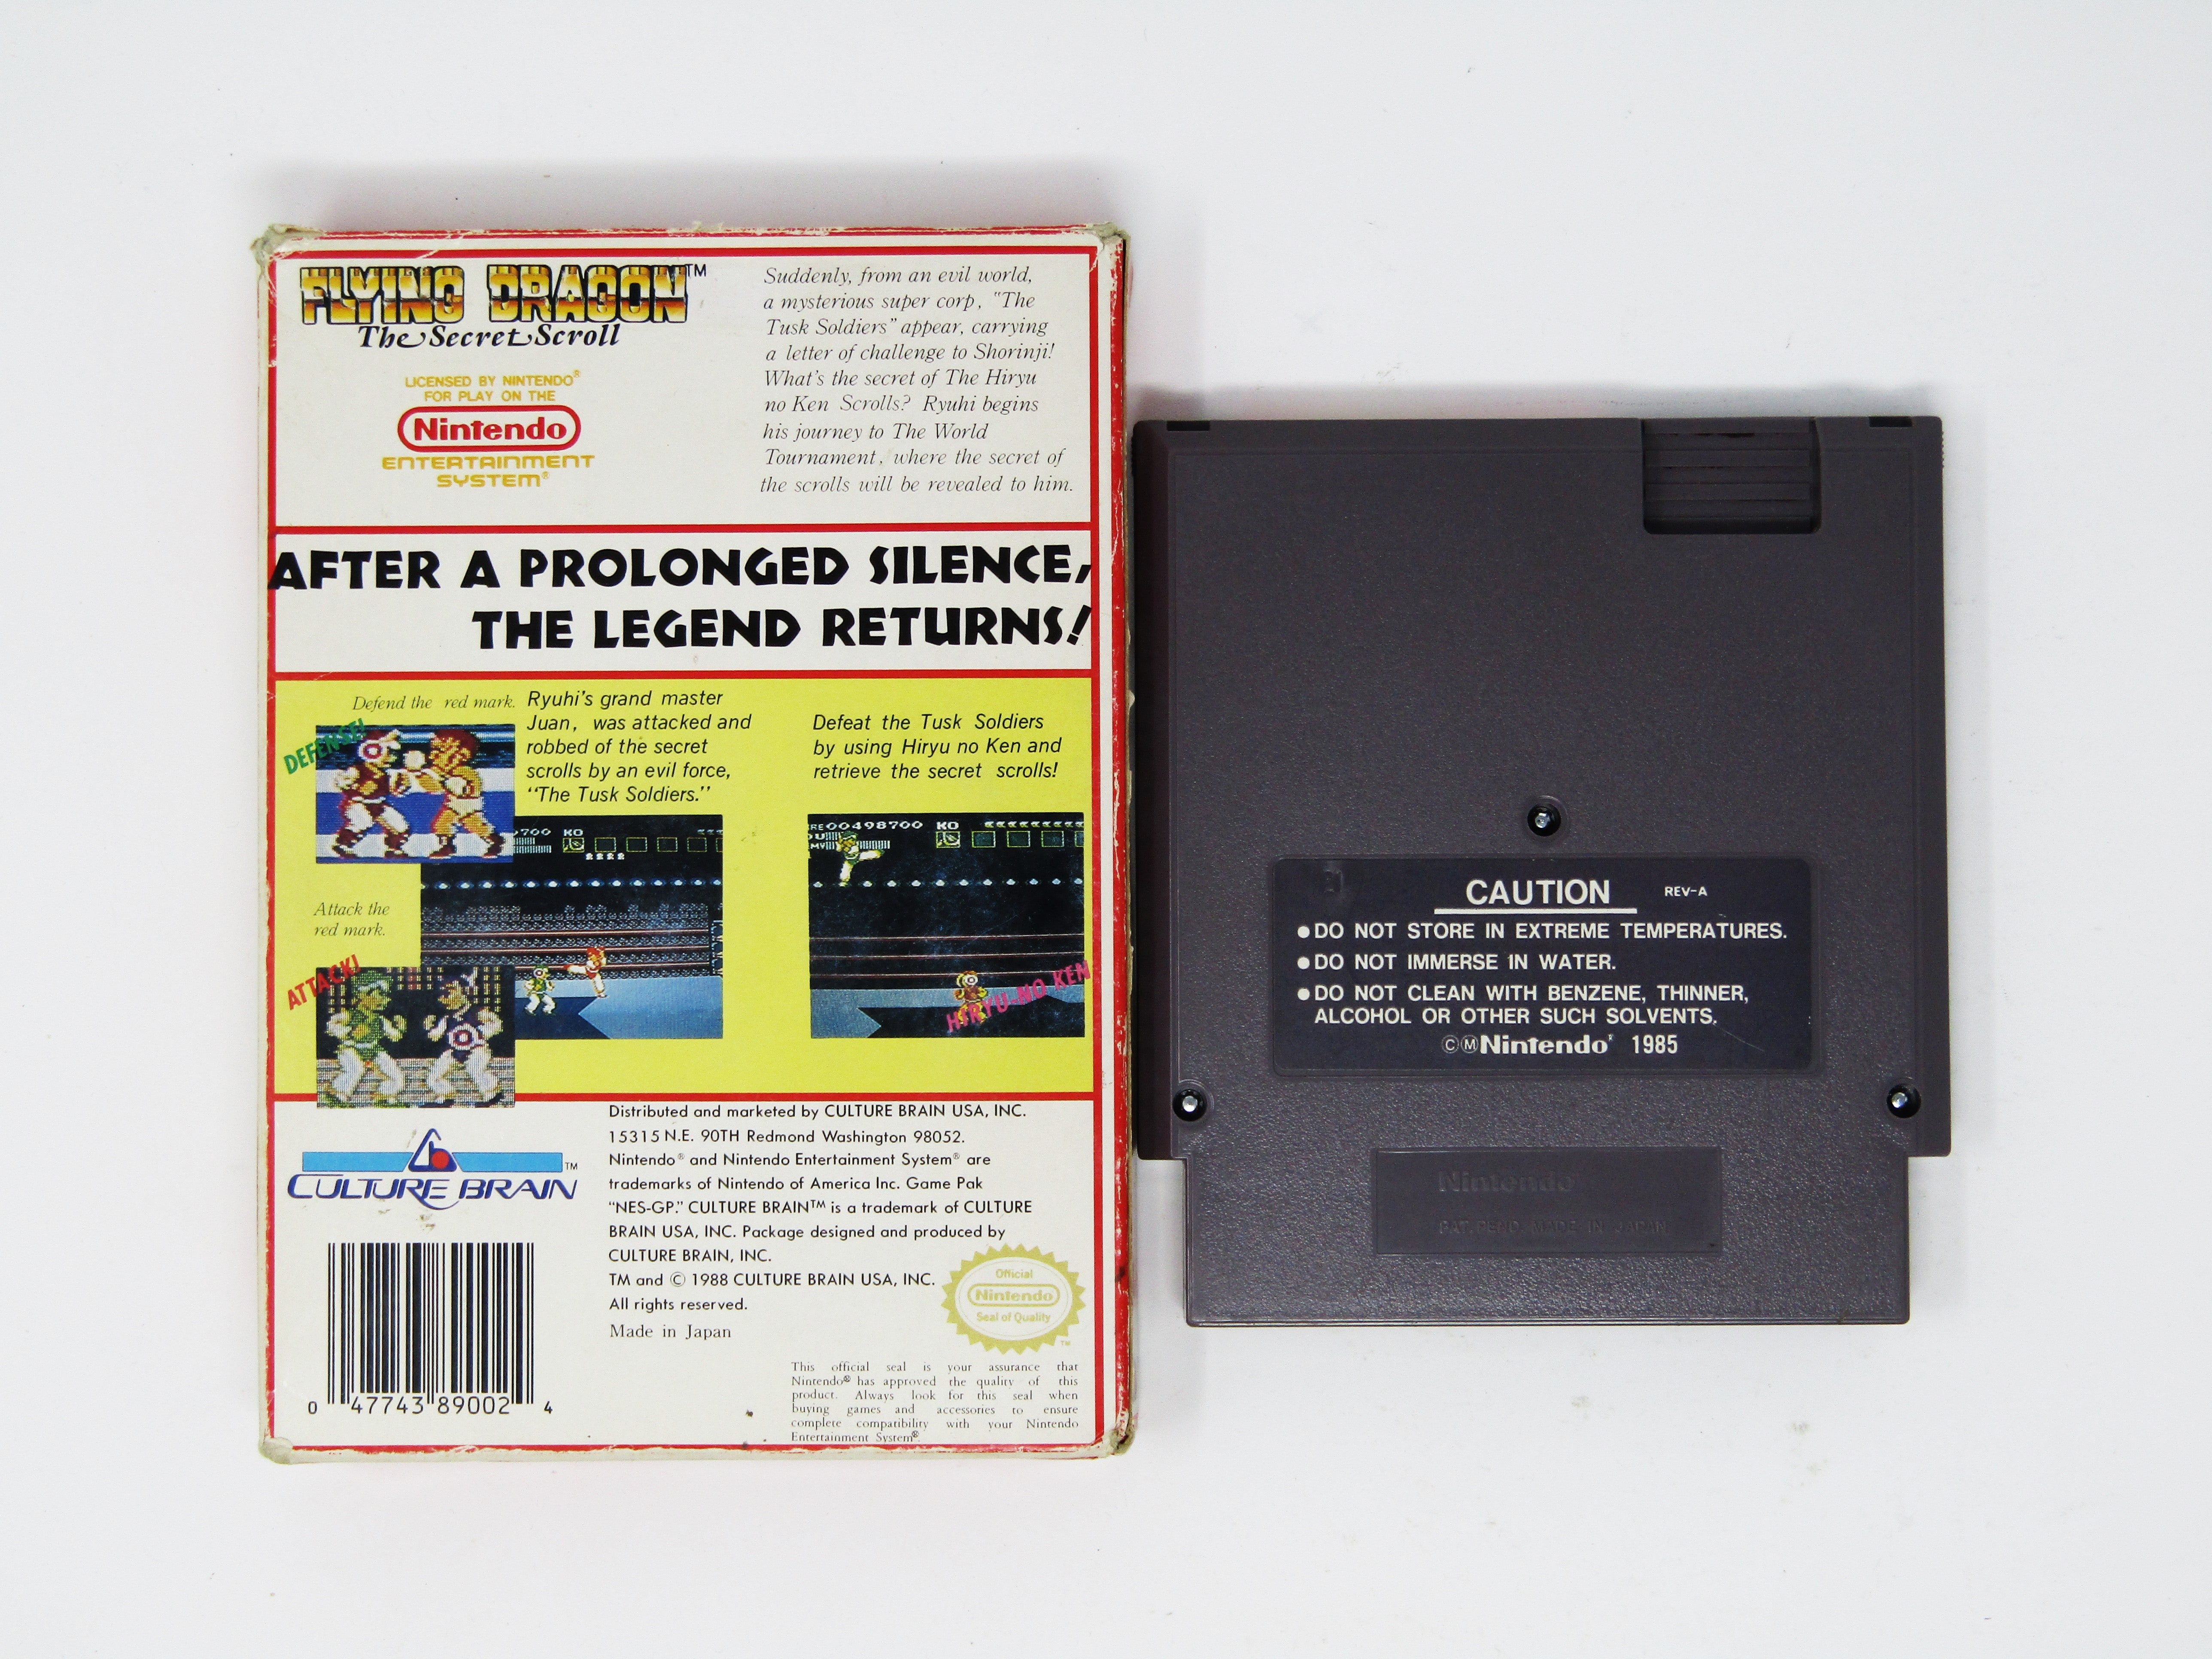 FLYING DRAGON™
The Secret Scroll
LICENSED BY NINTENDO®
FOR PLAY ON THE
Nintendo
ENTERTAINMENT
SYSTEM®
Suddenly, from an evil world,
a mysterious super corp, "The
Tusk Soldiers" appear, carrying
a letter of challenge to Shorinji!
What's the secret of The Hiryu
no Ken Scrolls? Ryuhi begins
his journey to The World
Tournament, where the secret of
the scrolls will be revealed to him.
AFTER A PROLONGED SILENCE,
THE LEGEND RETURNS!
Defend the red mark.
DEFENSE!
Ryuhi's grand master
Juan, was attacked and
robbed of the secret
scrolls by an evil force,
"The Tusk Soldiers."
Defeat the Tusk Soldiers
by using Hiryu no Ken and
retrieve the secret scrolls!
700 KO
RE00498700 KO
Attack the
red mark.
ATTACK!
HIRYU-NO KEN
CULTURE BRAIN™
Distributed and marketed by CULTURE BRAIN USA, INC.
15315 N.E. 90TH Redmond Washington 98052.
Nintendo® and Nintendo Entertainment System® are
trademarks of Nintendo of America Inc. Game Pak
"NES-GP." CULTURE BRAIN™ is a trademark of CULTURE
BRAIN USA, INC. Package designed and produced by
CULTURE BRAIN, INC.
TM and © 1988 CULTURE BRAIN USA, INC.
All rights reserved.
Made in Japan
0 47743 89002 4
Official
Nintendo
Seal of Quality
™
This official seal is your assurance that
Nintendo® has approved the quality of this
product. Always look for this seal when
buying games and accessories to ensure
complete compatibility with your Nintendo
Entertainment System®.
CAUTION REV-A
●DO NOT STORE IN EXTREME TEMPERATURES.
●DO NOT IMMERSE IN WATER.
●DO NOT CLEAN WITH BENZENE, THINNER,
ALCOHOL OR OTHER SUCH SOLVENTS.
©ⓂNintendo® 1985
Nintendo
PAT. PEND. MADE IN JAPAN